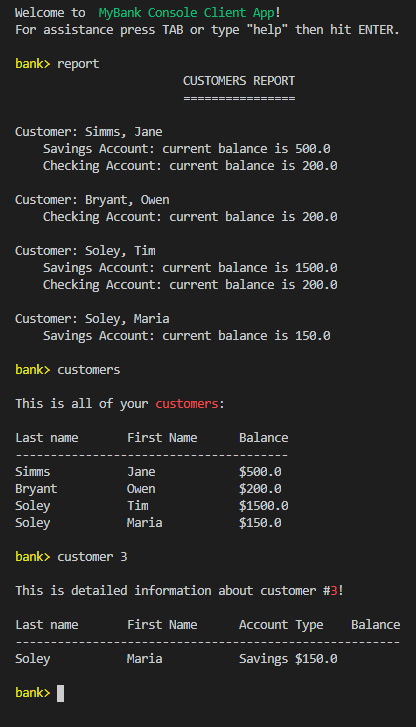 Welcome to  MyBank Console Client App!
For assistance press TAB or type "help" then hit ENTER.
bank> report
CUSTOMERS REPORT
================
Customer: Simms, Jane
Savings Account: current balance is 500.0
Checking Account: current balance is 200.0
Customer: Bryant, Owen
Checking Account: current balance is 200.0
Customer: Soley, Tim
Savings Account: current balance is 1500.0
Checking Account: current balance is 200.0
Customer: Soley, Maria
Savings Account: current balance is 150.0
bank> customers
This is all of your customers:
Last name       First Name      Balance
---------------------------------------
Simms           Jane            $500.0
Bryant          Owen            $200.0
Soley           Tim             $1500.0
Soley           Maria           $150.0
bank> customer 3
This is detailed information about customer #3!
Last name       First Name      Account Type    Balance
-------------------------------------------------------
Soley           Maria           Savings $150.0
bank>